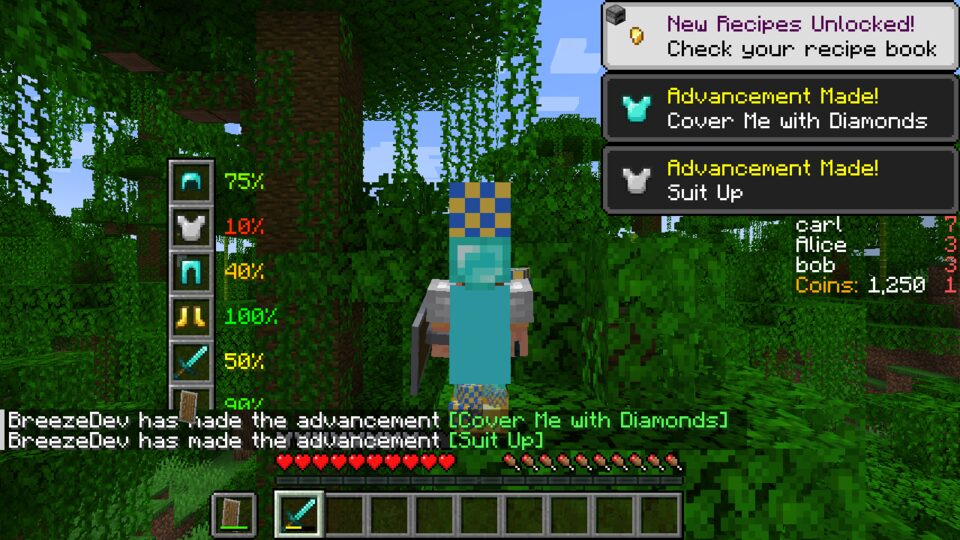 New Recipes Unlocked!
Check your recipe book
Advancement Made!
Cover Me with Diamonds
Advancement Made!
Suit Up
carl 7
Alice 3
bob 3
Coins: 1,250 1
75%
10%
40%
100%
50%
90%
BreezeDev has made the advancement [Cover Me with Diamonds]
BreezeDev has made the advancement [Suit Up]